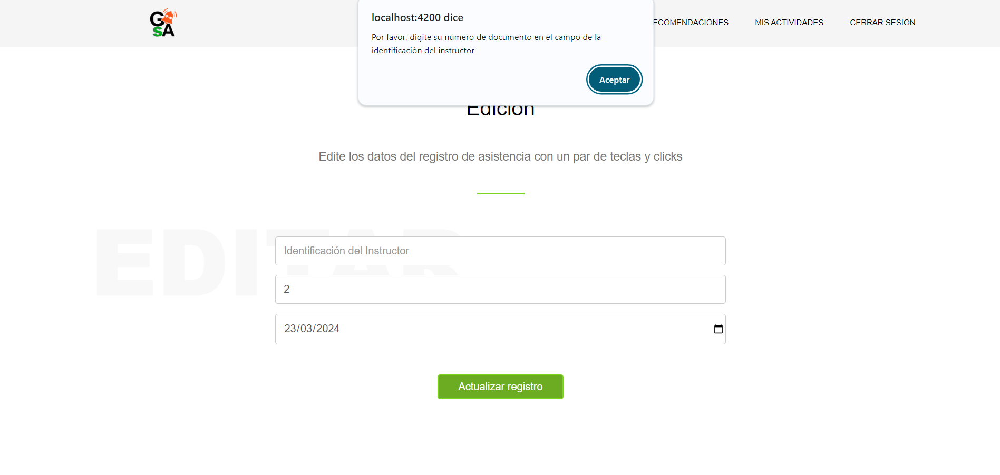 GSA
localhost:4200 dice
Por favor, digite su número de documento en el campo de la
identificación del instructor
Aceptar
MIS ACTIVIDADES
CERRAR SESION
Edición
Edite los datos del registro de asistencia con un par de teclas y clicks
EDITAR
Identificación del Instructor
2
23/03/2024
Actualizar registro